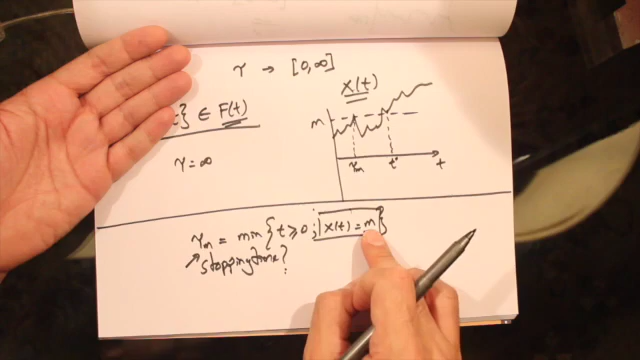 τ → [0,∞]
t} ∈ F(t)
τ = ∞
X(t)
m
τm t* t
τm = min { t ≥ 0 ; X(t) = m }
stopping time?